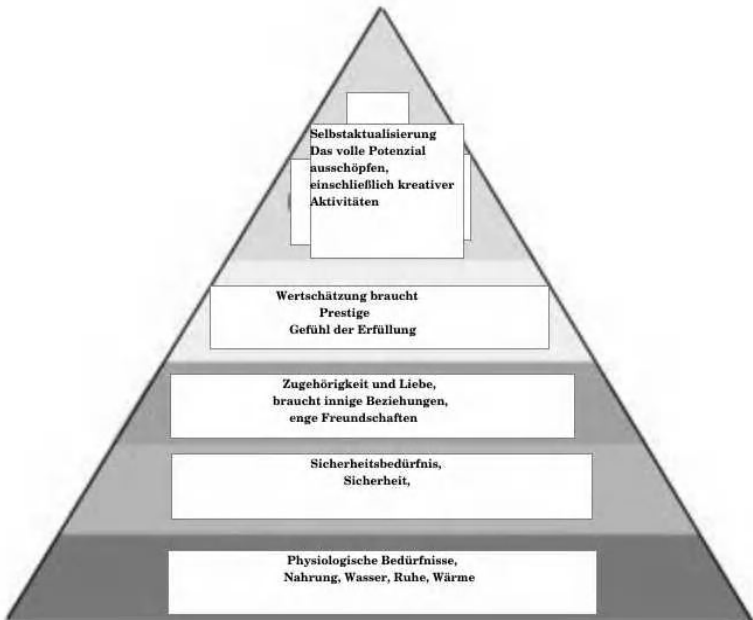 Selbstaktualisierung
Das volle Potenzial
ausschöpfen,
einschließlich kreativer
Aktivitäten
Wertschätzung braucht
Prestige
Gefühl der Erfüllung
Zugehörigkeit und Liebe,
braucht innige Beziehungen,
enge Freundschaften
Sicherheitsbedürfnis,
Sicherheit,
Physiologische Bedürfnisse,
Nahrung, Wasser, Ruhe, Wärme